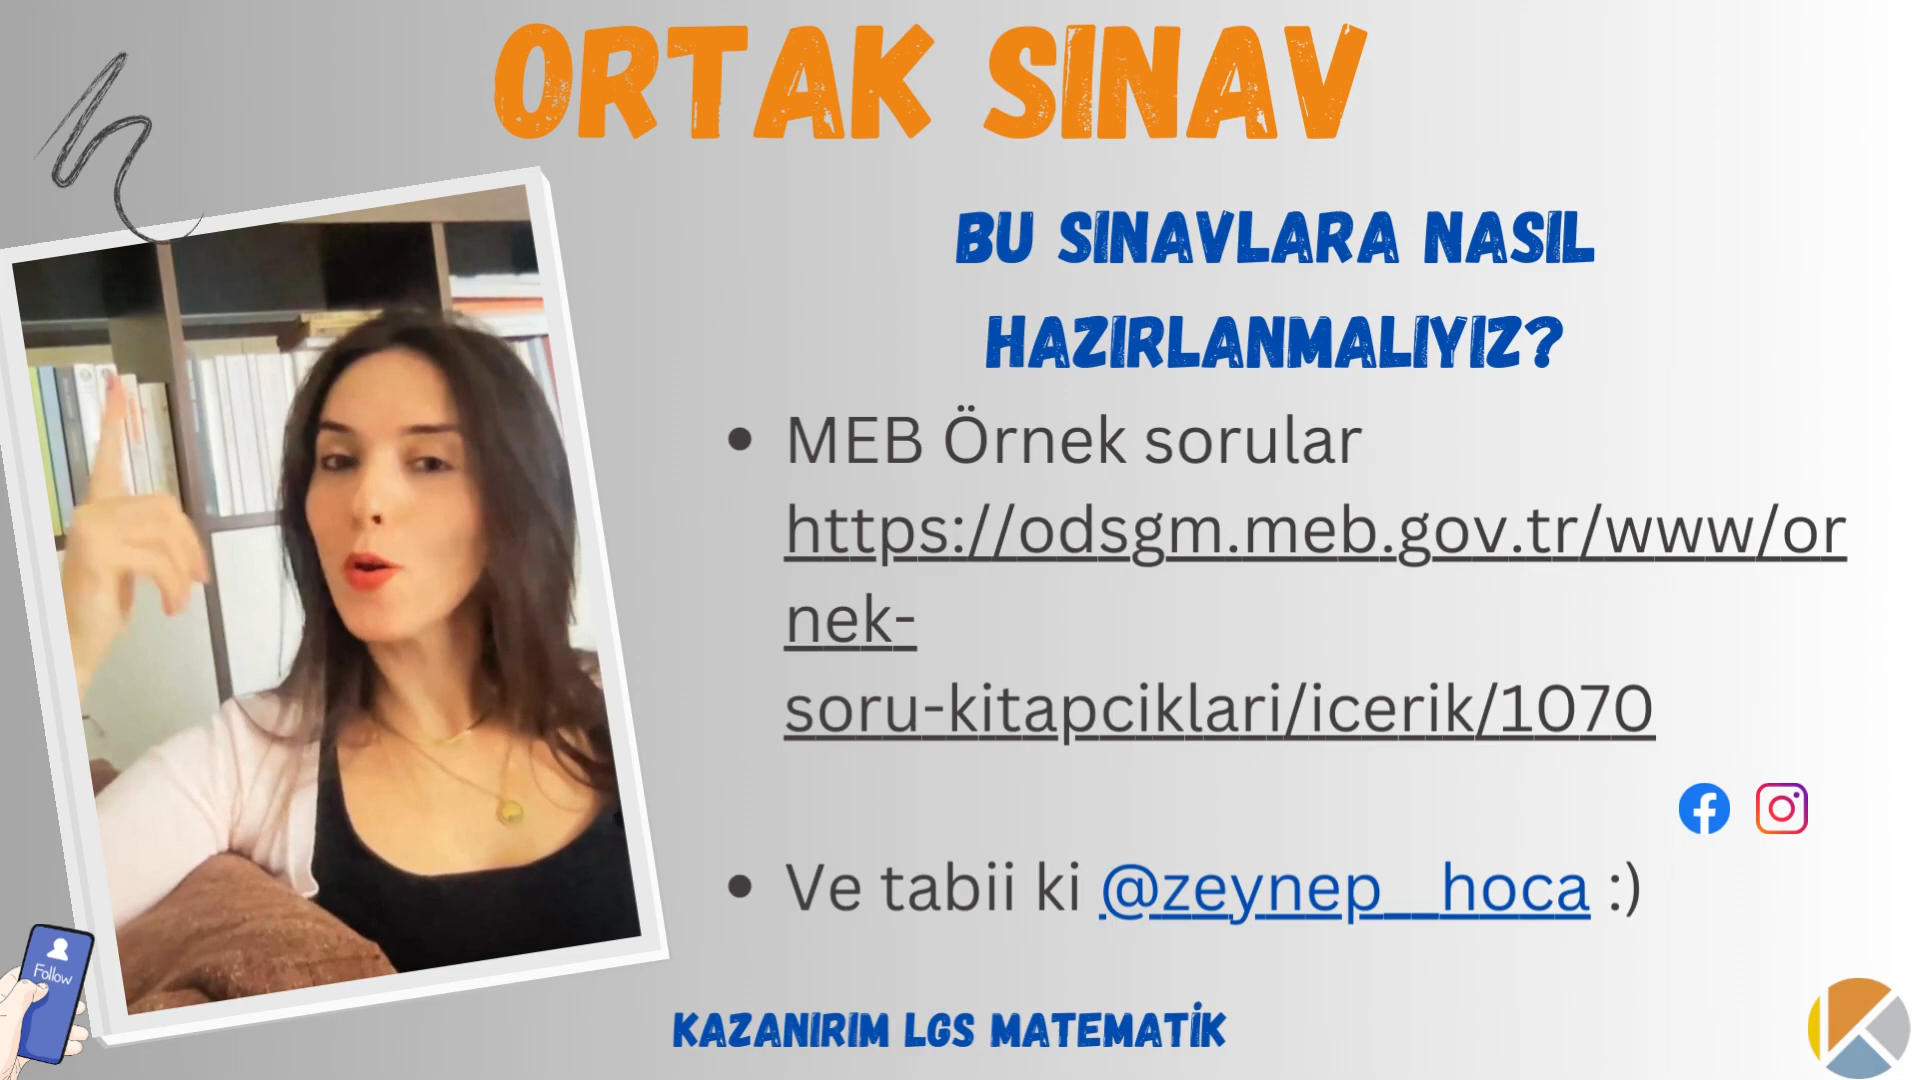 ORTAK SINAV
BU SINAVLARA NASIL
HAZIRLANMALIYIZ?
• MEB Örnek sorular
https://odsgm.meb.gov.tr/www/or
nek-
soru-kitapciklari/icerik/1070
• Ve tabii ki @zeynep__hoca :)
Follow
KAZANIRIM LGS MATEMATİK